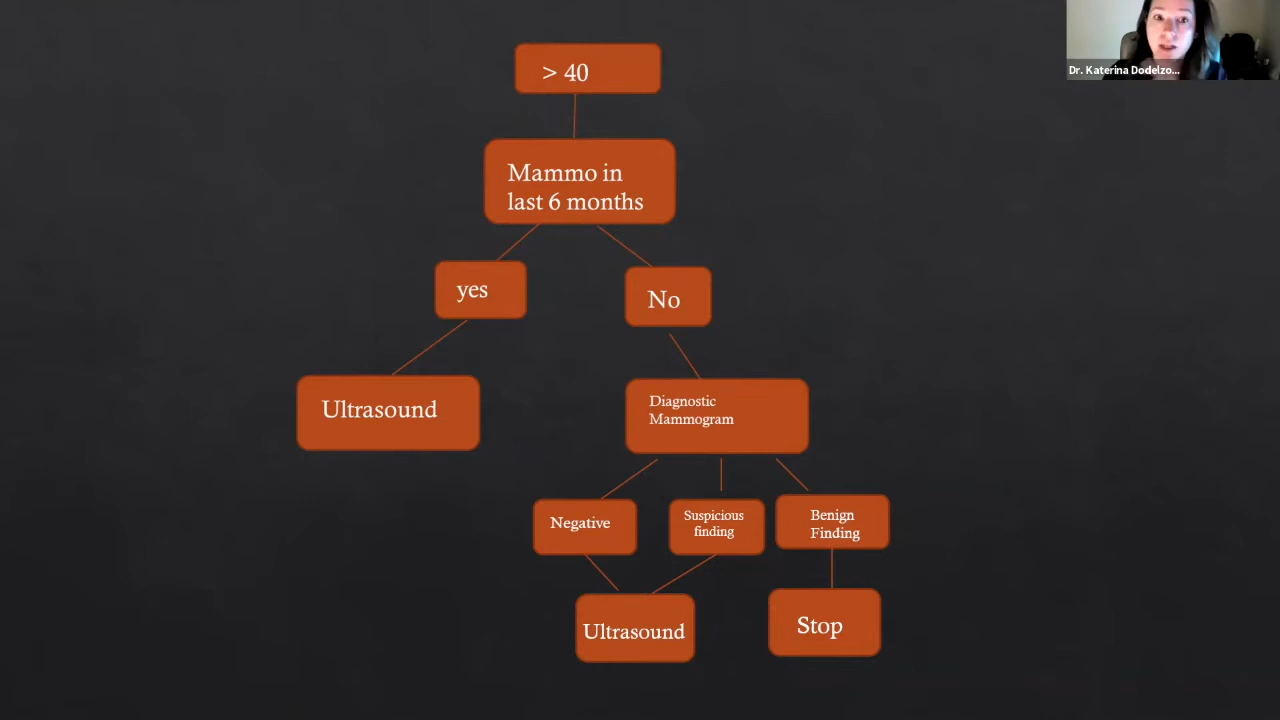 > 40
Dr. Katerina Dodelzo...
Mammo in
last 6 months
yes
No
Ultrasound
Diagnostic
Mammogram
Negative
Suspicious
finding
Benign
Finding
Ultrasound
Stop